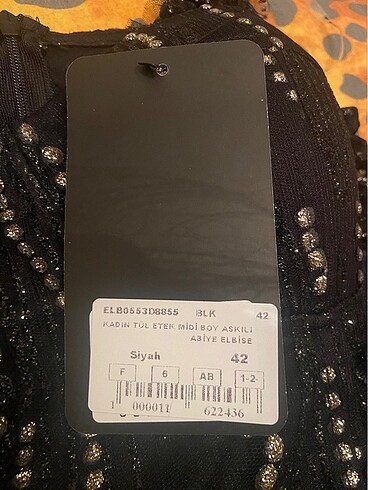 ELB0553D8855 BLK 42
KADIN TÜL ETEK MİDİ BOY ASKILI
ABİYE ELBİSE
Siyah 42
F 6 AB 1-2-
000011 622436